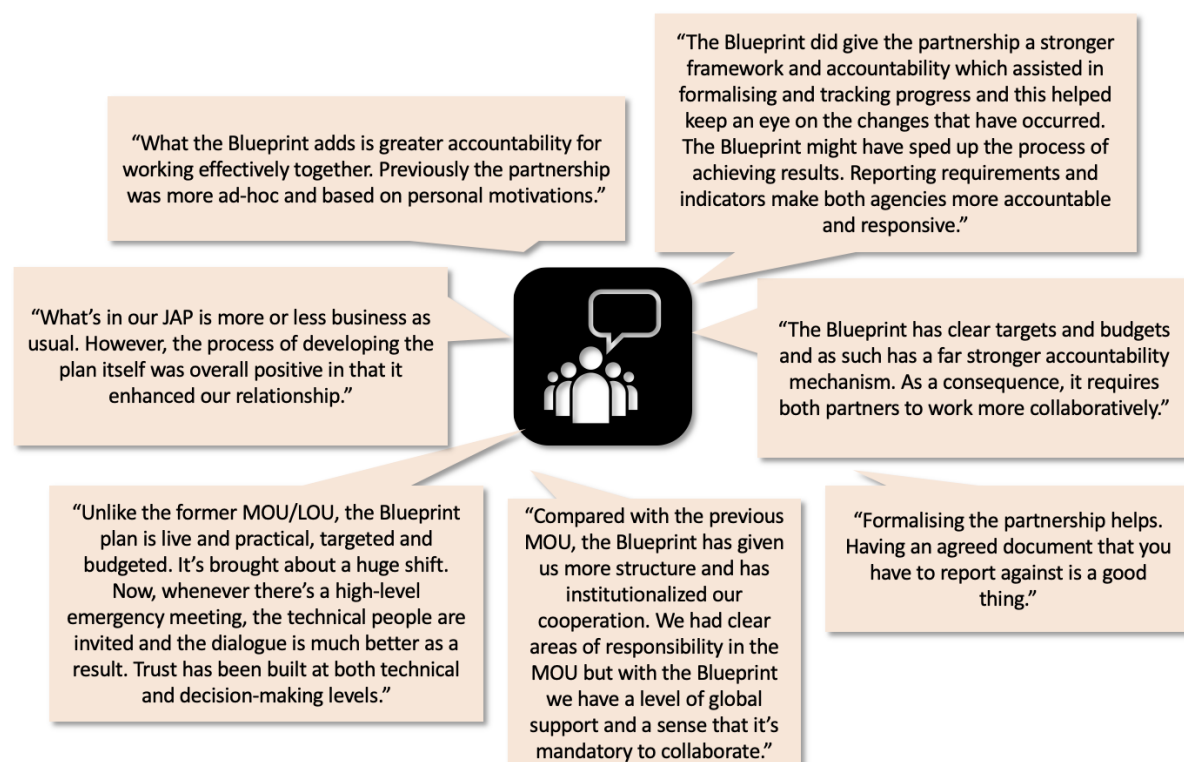 “What the Blueprint adds is greater accountability for
working effectively together. Previously the partnership
was more ad-hoc and based on personal motivations.”
“The Blueprint did give the partnership a stronger
framework and accountability which assisted in
formalising and tracking progress and this helped
keep an eye on the changes that have occurred.
The Blueprint might have sped up the process of
achieving results. Reporting requirements and
indicators make both agencies more accountable
and responsive.”
“What’s in our JAP is more or less business as
usual. However, the process of developing the
plan itself was overall positive in that it
enhanced our relationship.”
“The Blueprint has clear targets and budgets
and as such has a far stronger accountability
mechanism. As a consequence, it requires
both partners to work more collaboratively.”
“Unlike the former MOU/LOU, the Blueprint
plan is live and practical, targeted and
budgeted. It’s brought about a huge shift.
Now, whenever there’s a high-level
emergency meeting, the technical people are
invited and the dialogue is much better as a
result. Trust has been built at both technical
and decision-making levels.”
“Compared with the previous
MOU, the Blueprint has given
us more structure and has
institutionalized our
cooperation. We had clear
areas of responsibility in the
MOU but with the Blueprint
we have a level of global
support and a sense that it’s
mandatory to collaborate.”
“Formalising the partnership helps.
Having an agreed document that you
have to report against is a good
thing.”